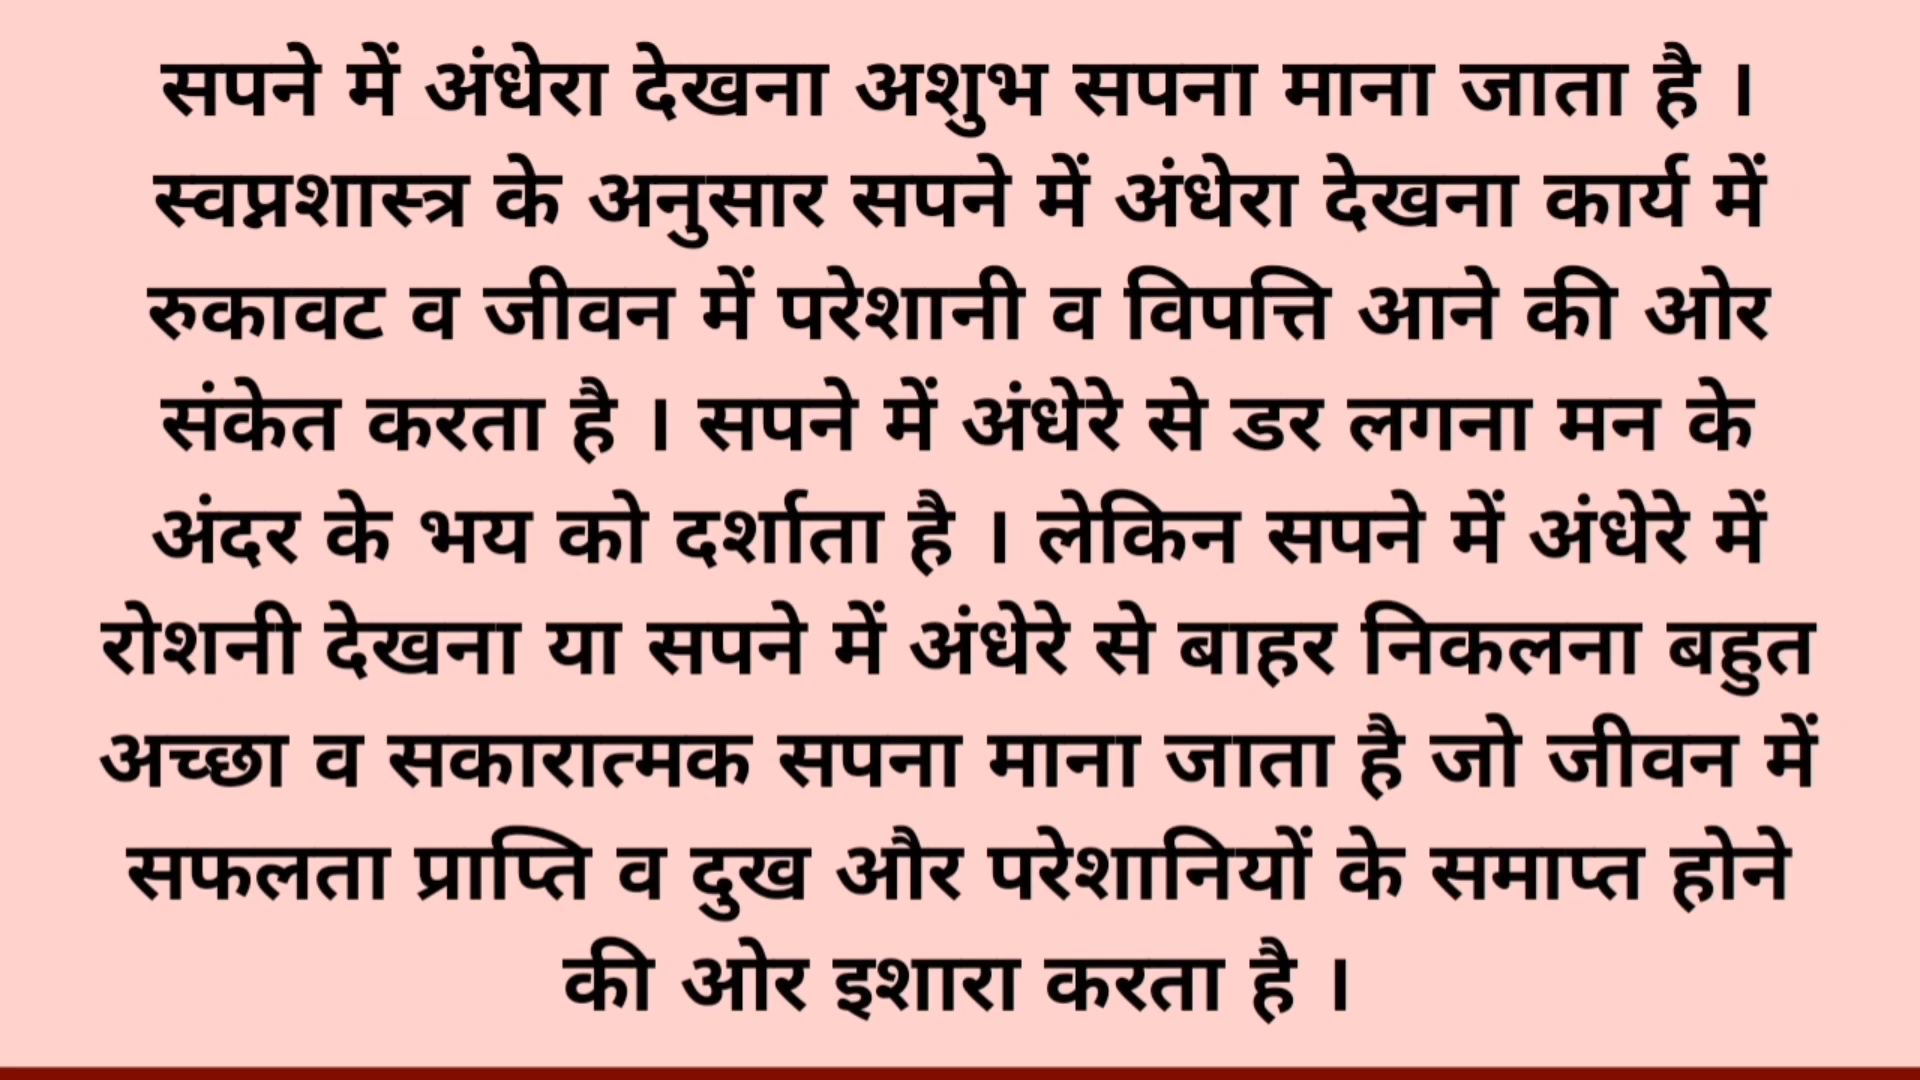 सपने में अंधेरा देखना अशुभ सपना माना जाता है ।
स्वप्नशास्त्र के अनुसार सपने में अंधेरा देखना कार्य में
रुकावट व जीवन में परेशानी व विपत्ति आने की ओर
संकेत करता है । सपने में अंधेरे से डर लगना मन के
अंदर के भय को दर्शाता है । लेकिन सपने में अंधेरे में
रोशनी देखना या सपने में अंधेरे से बाहर निकलना बहुत
अच्छा व सकारात्मक सपना माना जाता है जो जीवन में
सफलता प्राप्ति व दुख और परेशानियों के समाप्त होने
की ओर इशारा करता है ।